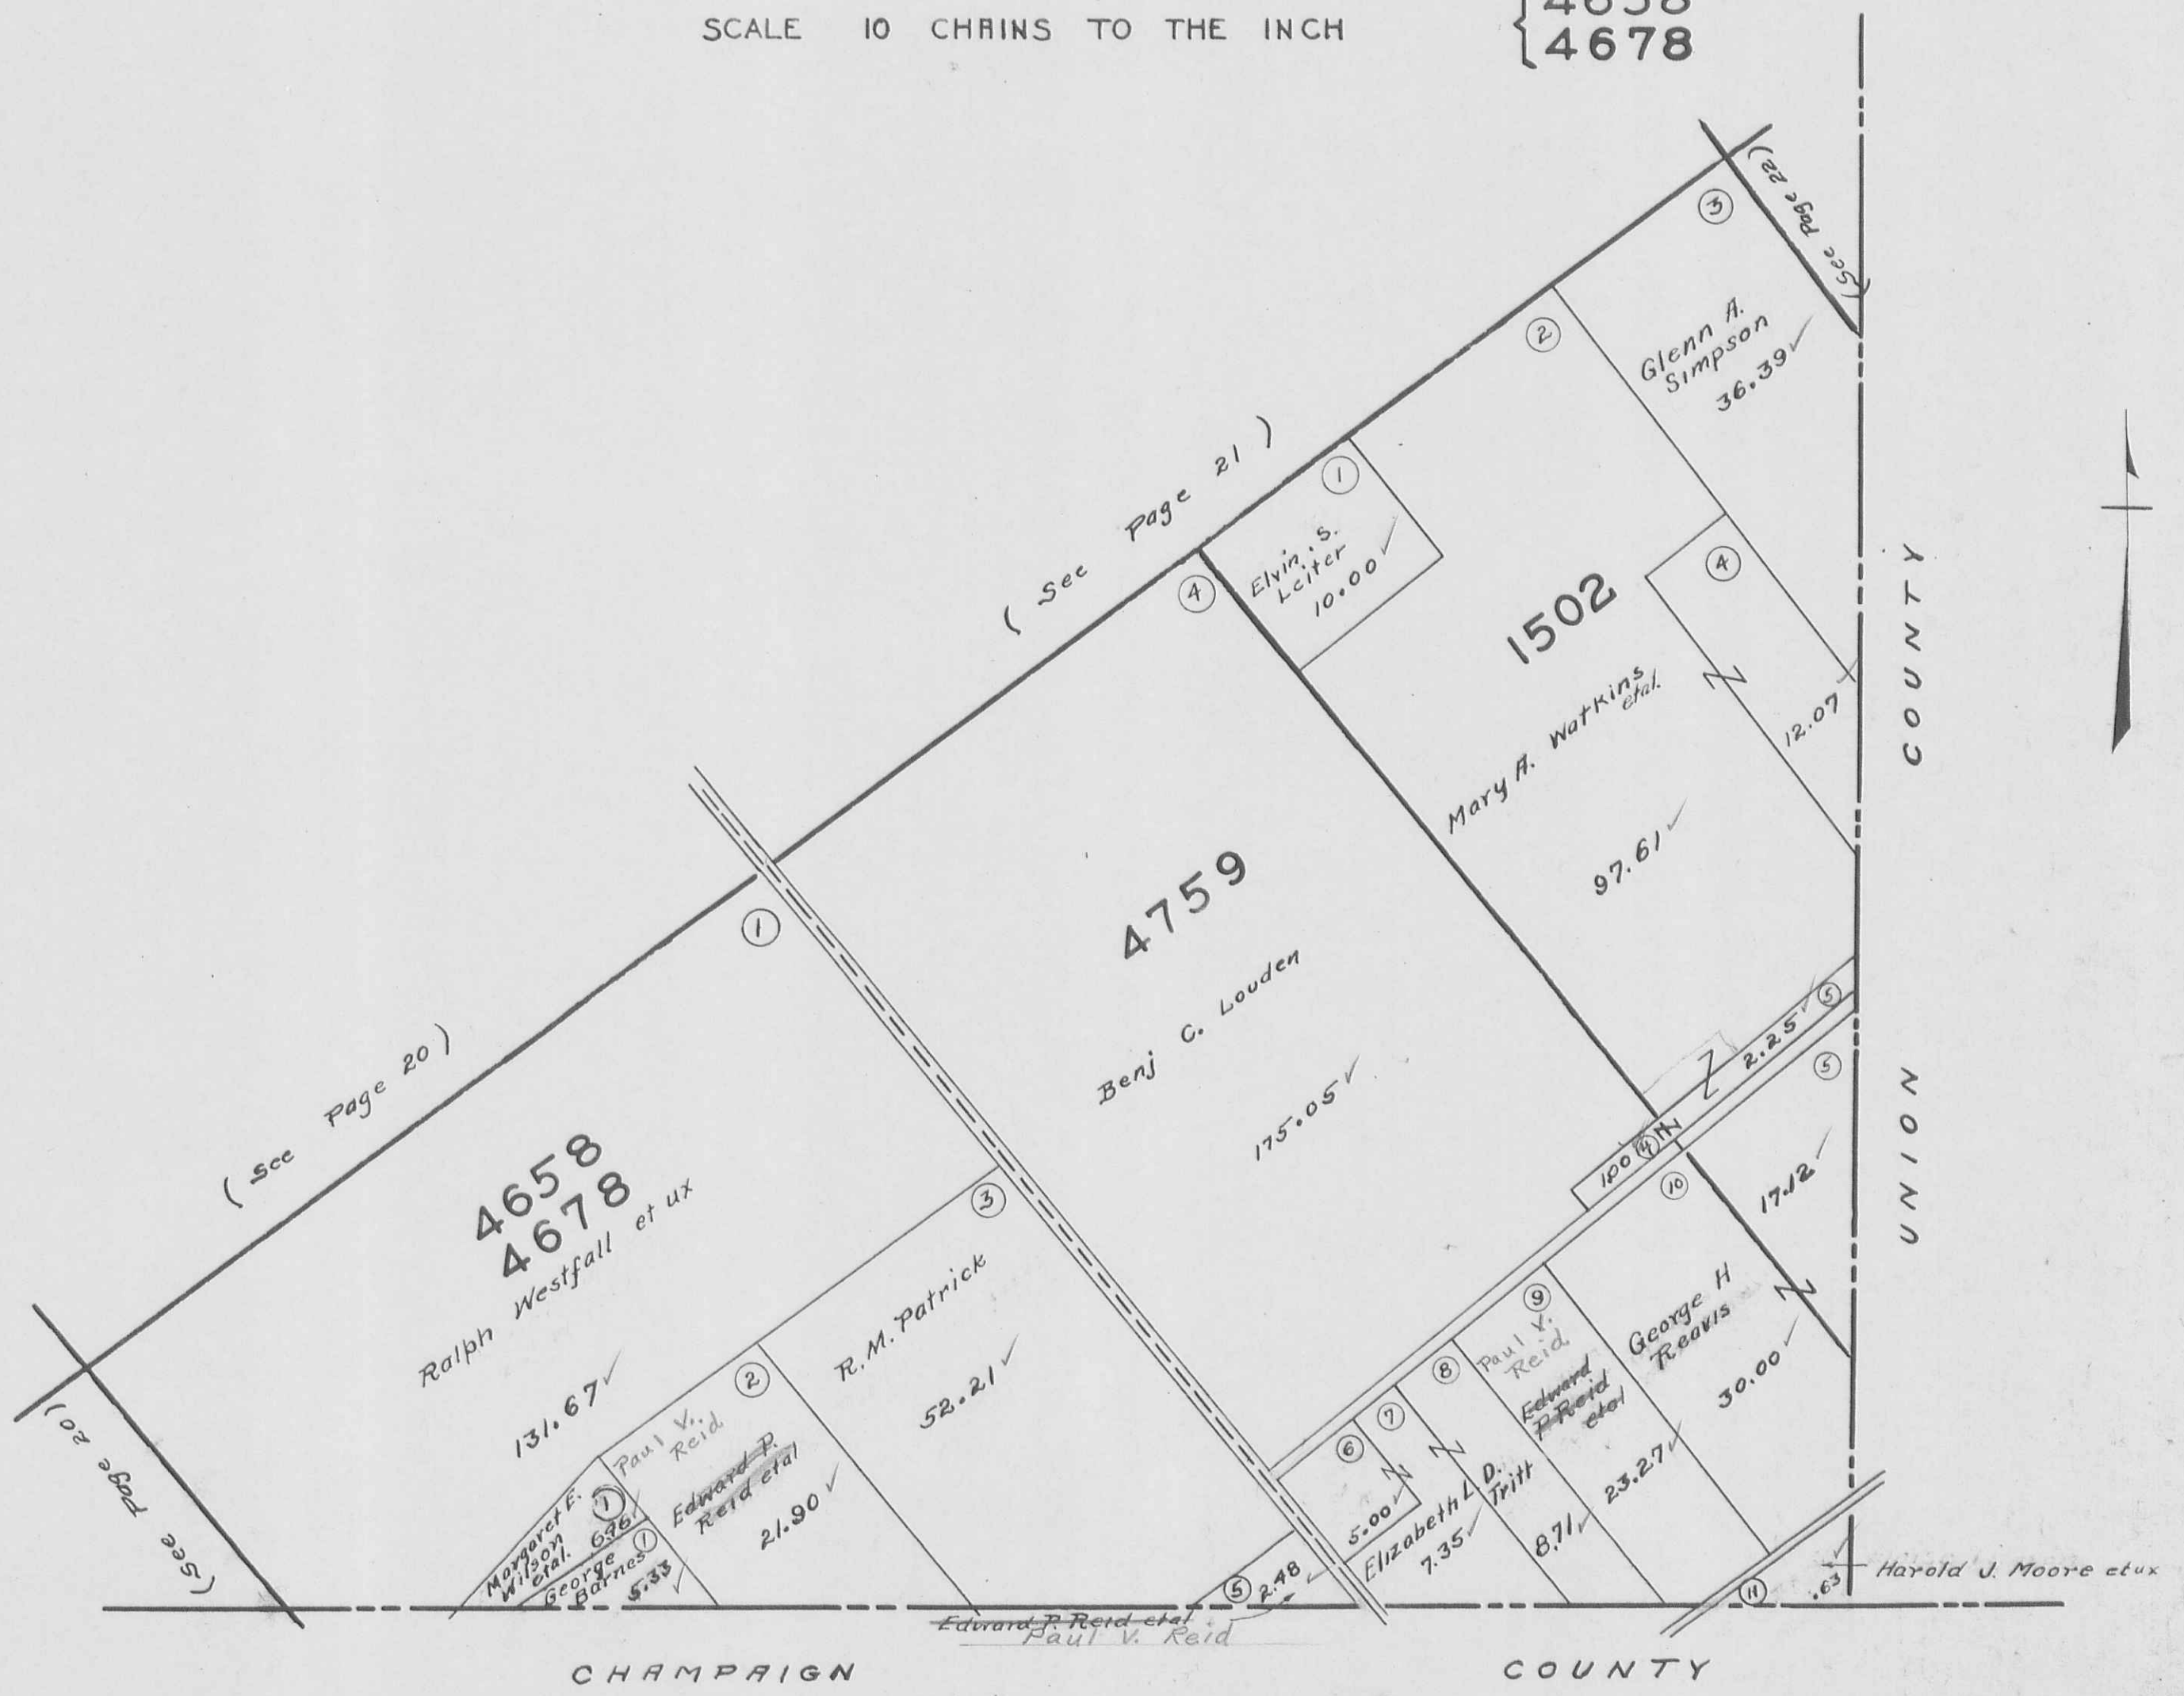 SCALE 10 CHAINS TO THE INCH
4658
4678
(See Page 22)
3
Glenn A.
Simpson
36.39
2
(See Page 21)
1
Elvin. S.
Leiter
10.00
4
1502
4
Mary A. Watkins
etal.
12.07
97.61
COUNTY
UNION
4759
Benj C. Louden
175.05
1
(See Page 20)
4658
4678
Ralph Westfall et ux
131.67
(See Page 20)
3
R. M. Patrick
52.21
2
Paul V.
Reid
Edward P.
Reid etal
21.90
Margaret E.
Wilson
etal.
1
George
Barnes
1
5.33
5
2.25
5
17.12
1.00
4
10
George H
Reavis
30.00
9
Paul V.
Reid
Edward
P. Reid
etal
23.27
8
8.71
7
Elizabeth L. D.
Tritt
7.35
6
5.00
5
2.48
11
.63
Harold J. Moore etux
Edward P. Reid etal
Paul V. Reid
CHAMPAIGN COUNTY